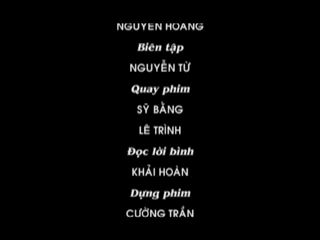 NGUYỄN HOÀNG
Biên tập
NGUYỄN TỪ
Quay phim
SỸ BẰNG
LÊ TRÌNH
Đọc lời bình
KHẢI HOÀN
Dựng phim
CƯỜNG TRẦN